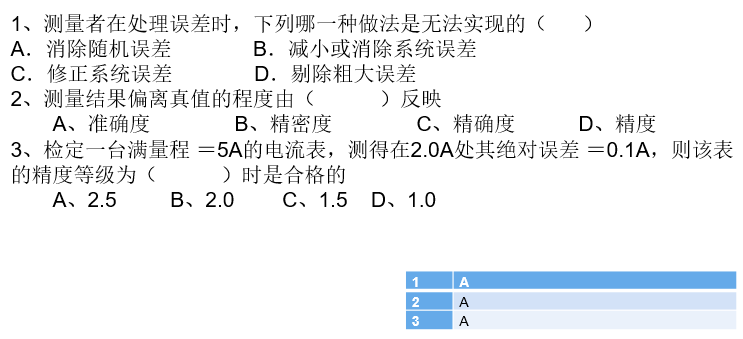 1、测量者在处理误差时，下列哪一种做法是无法实现的（　　）
A．消除随机误差　　　　B．减小或消除系统误差
C．修正系统误差　　　　D．剔除粗大误差
2、测量结果偏离真值的程度由（　　　）反映
A、准确度　　　　B、精密度　　　　C、精确度　　　D、精度
3、检定一台满量程 ＝5A的电流表，测得在2.0A处其绝对误差 ＝0.1A，则该表
的精度等级为（　　　）时是合格的
A、2.5　　B、2.0　　C、1.5　D、1.0
1 A
2 A
3 A